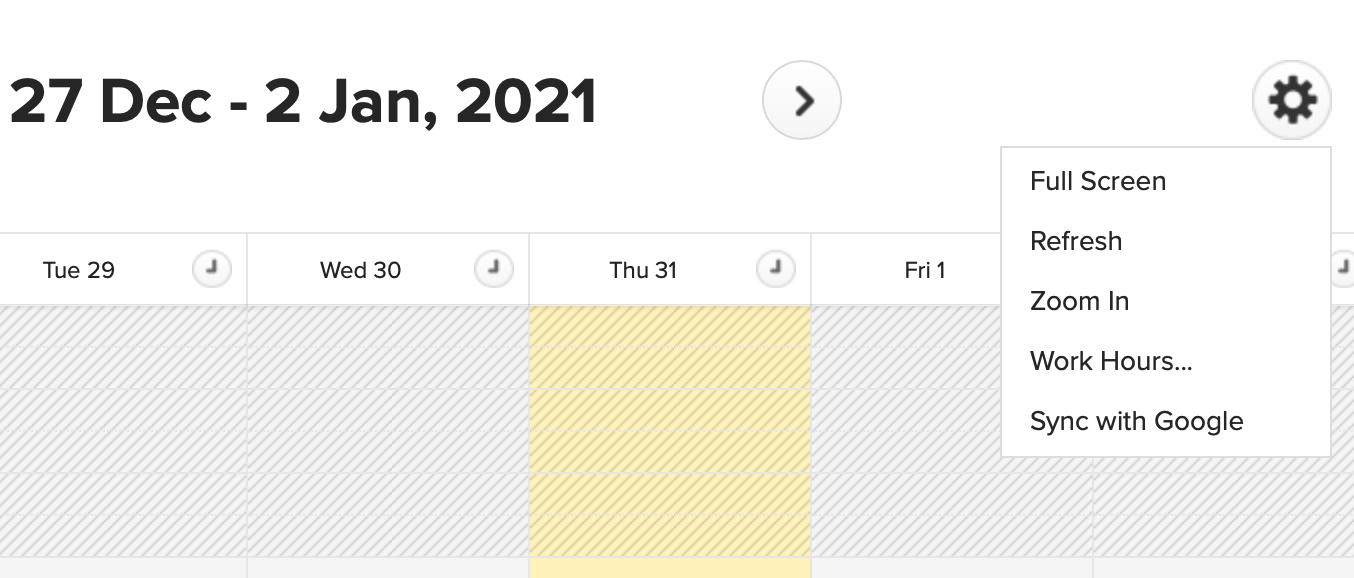 27 Dec - 2 Jan, 2021
Full Screen
Refresh
Zoom In
Work Hours...
Sync with Google
Tue 29
Wed 30
Thu 31
Fri 1